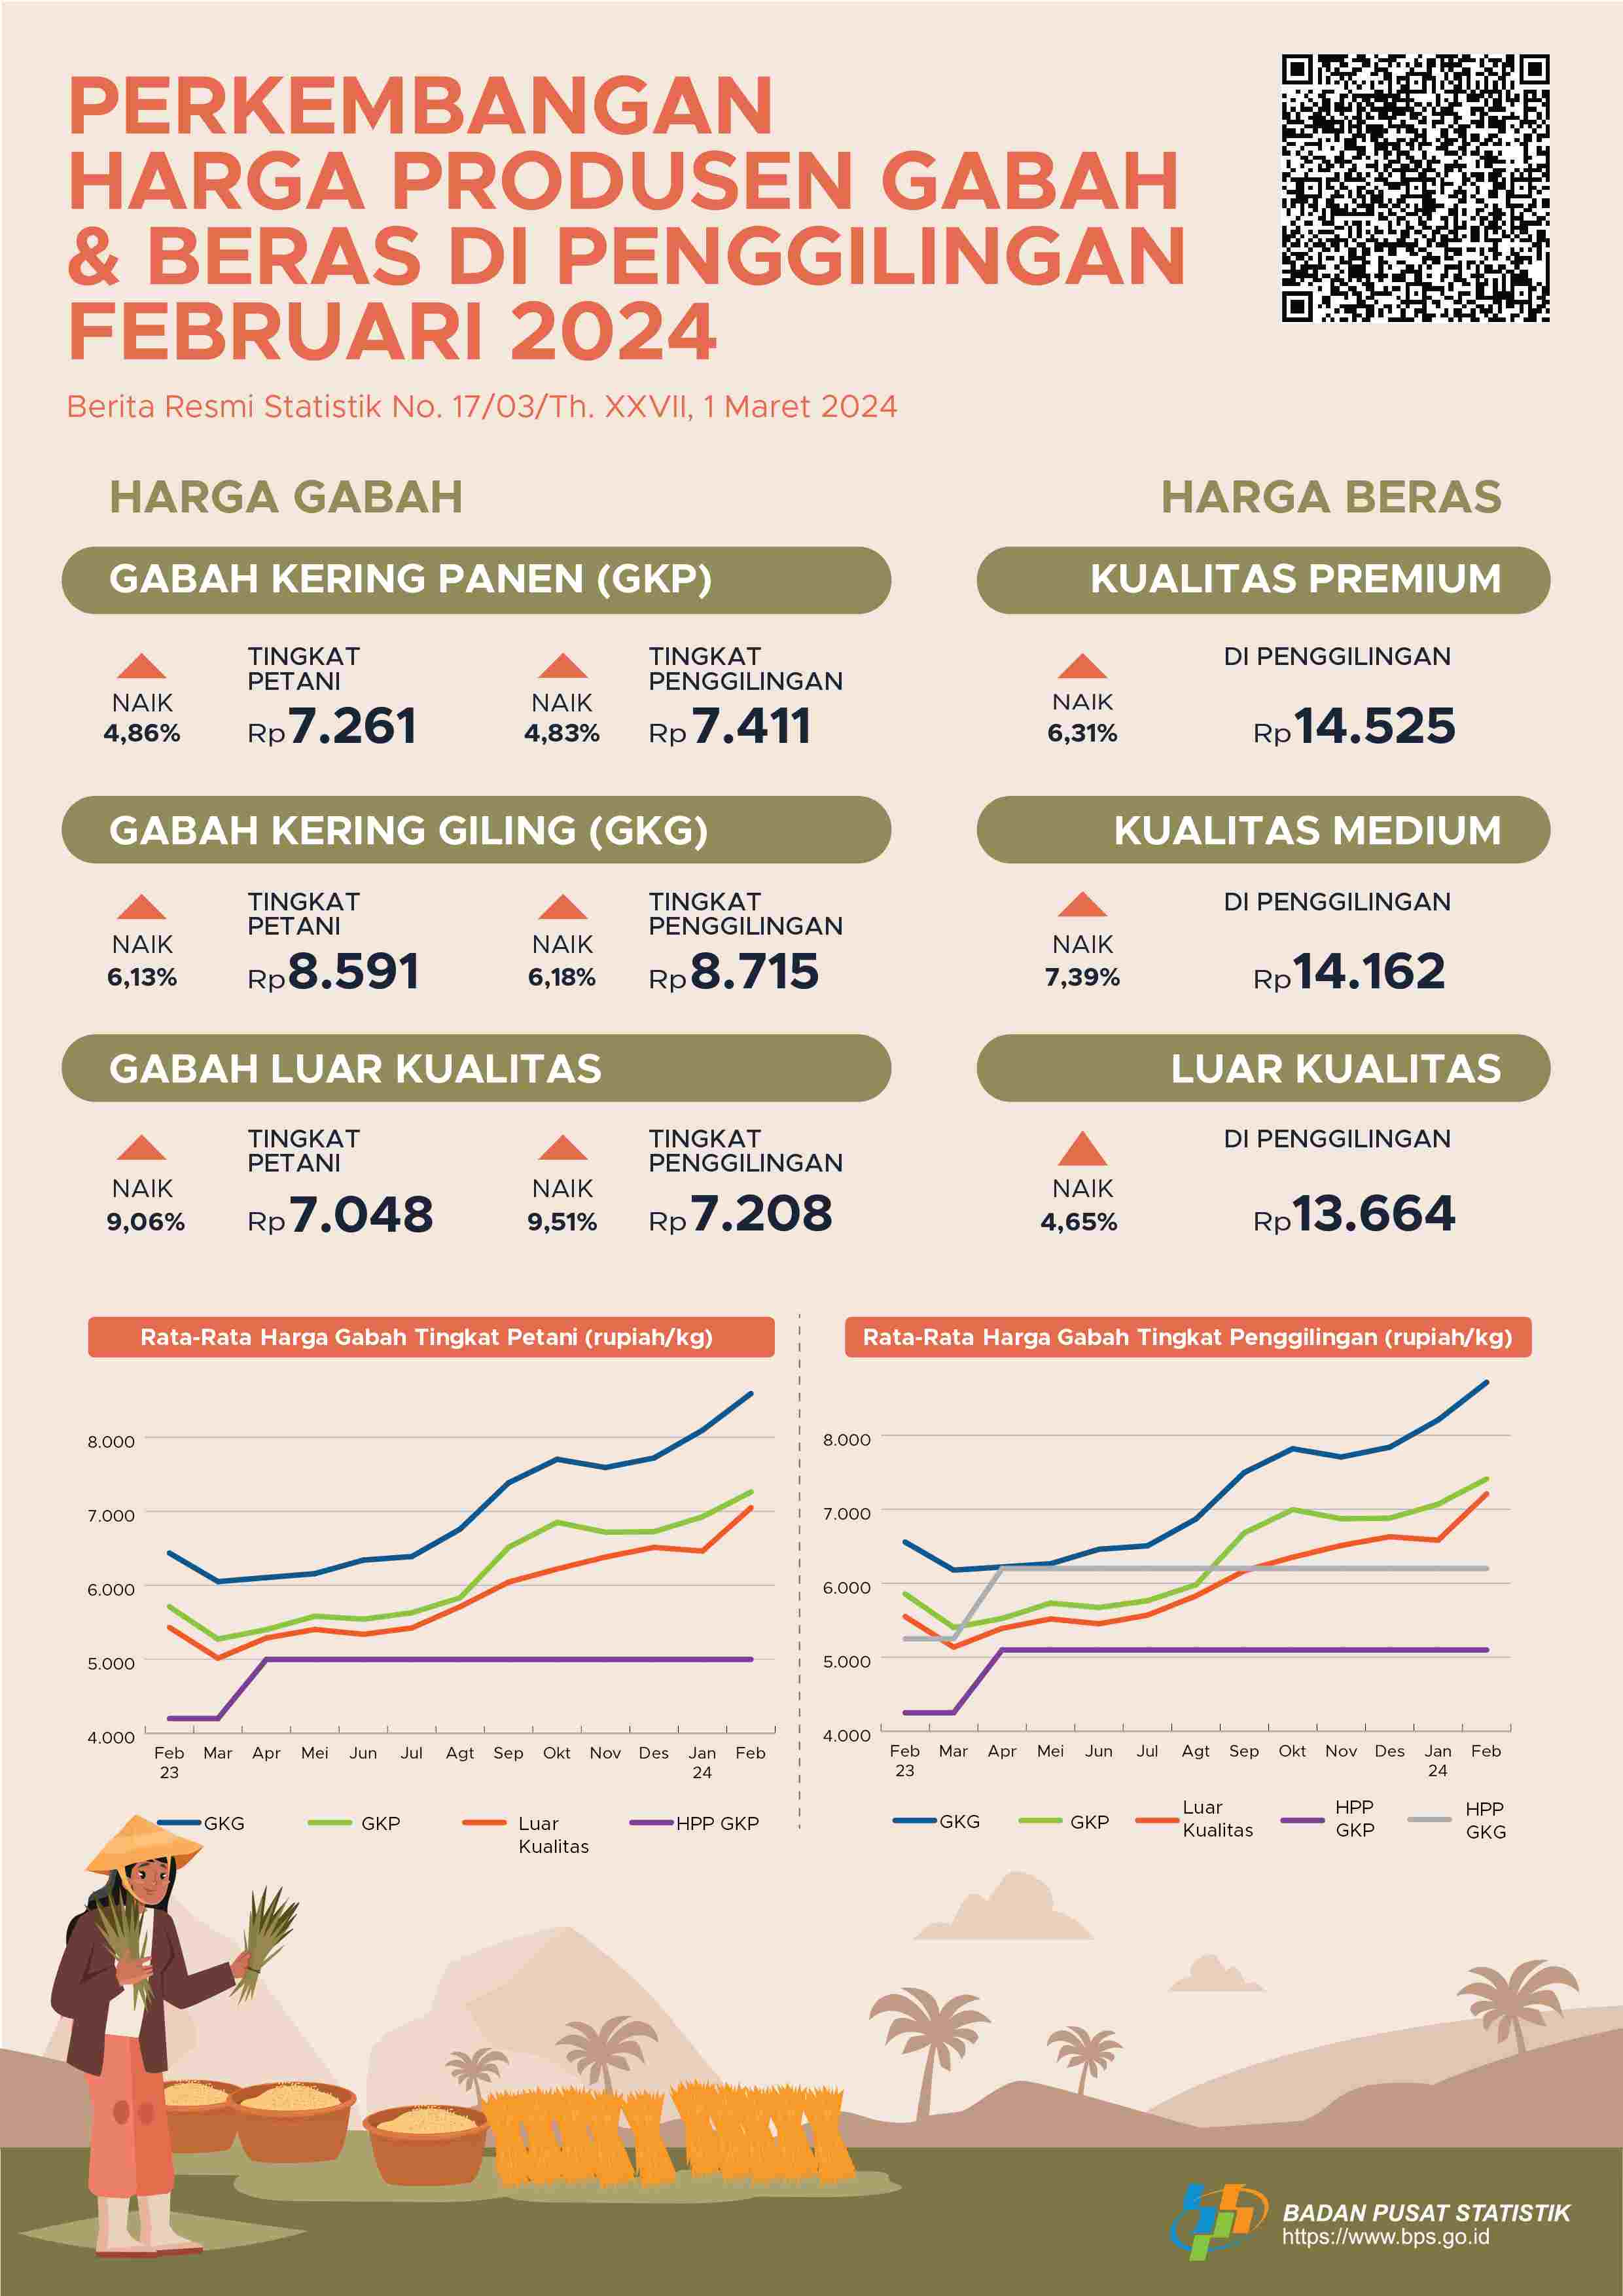 PERKEMBANGAN
HARGA PRODUSEN GABAH
& BERAS DI PENGGILINGAN
FEBRUARI 2024
Berita Resmi Statistik No. 17/03/Th. XXVII, 1 Maret 2024
HARGA GABAH
GABAH KERING PANEN (GKP)
NAIK
4,86%
TINGKAT
PETANI
Rp 7.261
NAIK
4,83%
TINGKAT
PENGGILINGAN
Rp 7.411
GABAH KERING GILING (GKG)
NAIK
6,13%
TINGKAT
PETANI
Rp 8.591
NAIK
6,18%
TINGKAT
PENGGILINGAN
Rp 8.715
GABAH LUAR KUALITAS
NAIK
9,06%
TINGKAT
PETANI
Rp 7.048
NAIK
9,51%
TINGKAT
PENGGILINGAN
Rp 7.208
HARGA BERAS
KUALITAS PREMIUM
NAIK
6,31%
DI PENGGILINGAN
Rp 14.525
KUALITAS MEDIUM
NAIK
7,39%
DI PENGGILINGAN
Rp 14.162
LUAR KUALITAS
NAIK
4,65%
DI PENGGILINGAN
Rp 13.664
Rata-Rata Harga Gabah Tingkat Petani (rupiah/kg)
8.000
7.000
6.000
5.000
4.000
Feb Mar Apr Mei Jun Jul Agt Sep Okt Nov Des Jan Feb
23 24
GKG GKP Luar HPP GKP
Kualitas
Rata-Rata Harga Gabah Tingkat Penggilingan (rupiah/kg)
8.000
7.000
6.000
5.000
4.000
Feb Mar Apr Mei Jun Jul Agt Sep Okt Nov Des Jan Feb
23 24
GKG GKP Luar HPP HPP
Kualitas GKP GKG
BADAN PUSAT STATISTIK
https://www.bps.go.id